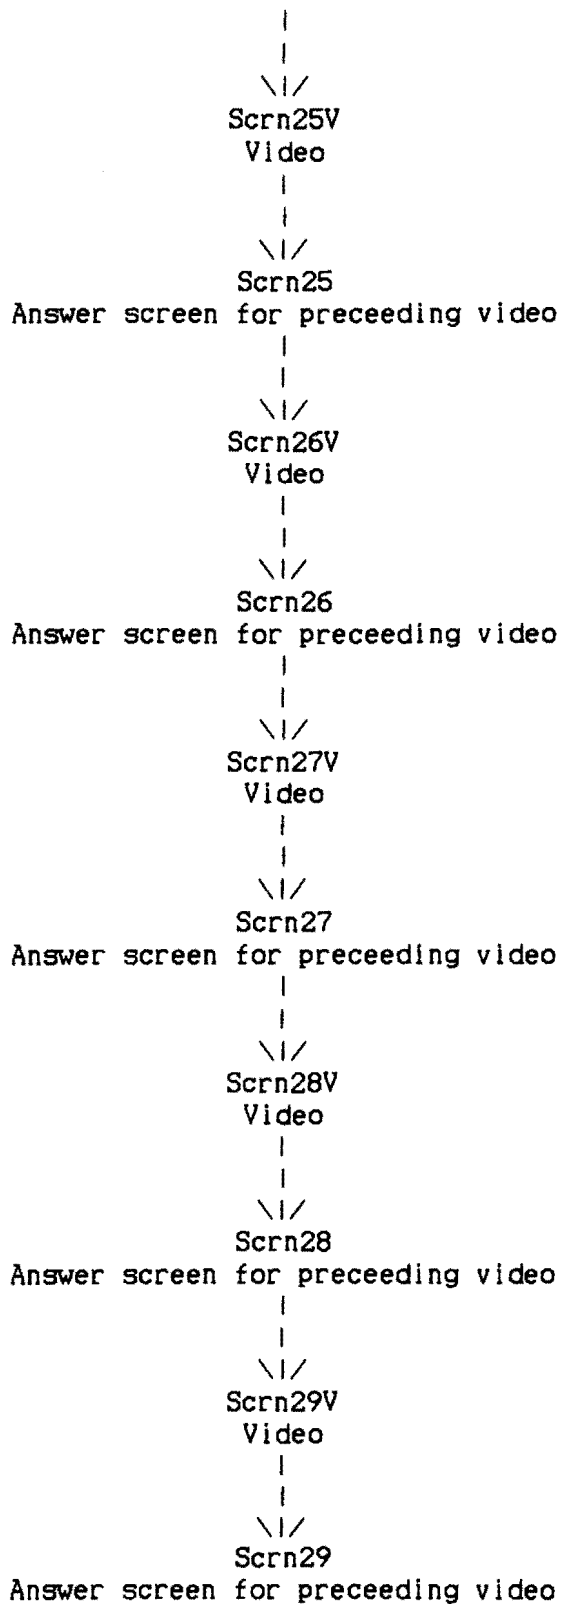 |
|
\|/
Scrn25V
Video
|
|
\|/
Scrn25
Answer screen for preceeding video
|
|
\|/
Scrn26V
Video
|
|
\|/
Scrn26
Answer screen for preceeding video
|
|
\|/
Scrn27V
Video
|
|
\|/
Scrn27
Answer screen for preceeding video
|
|
\|/
Scrn28V
Video
|
|
\|/
Scrn28
Answer screen for preceeding video
|
|
\|/
Scrn29V
Video
|
|
\|/
Scrn29
Answer screen for preceeding video